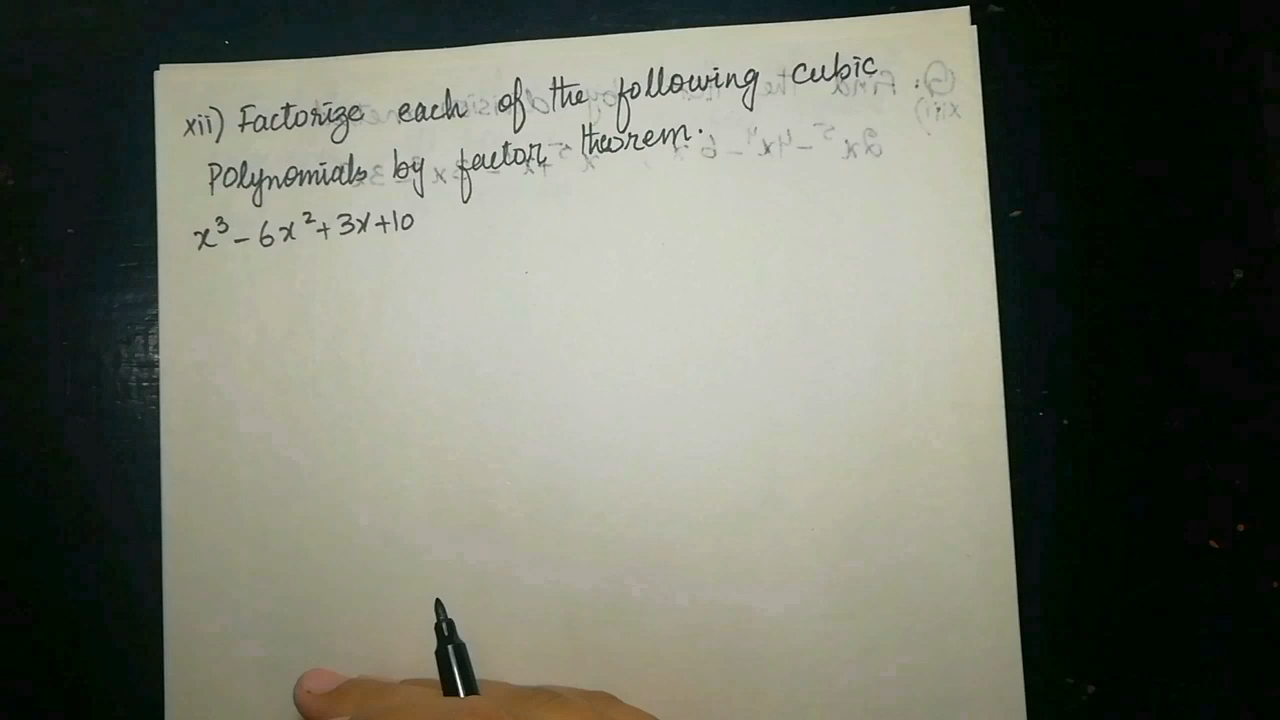 xii) Factorize each of the following cubic
Polynomials by factor theorem.
x³ - 6x² + 3x + 10